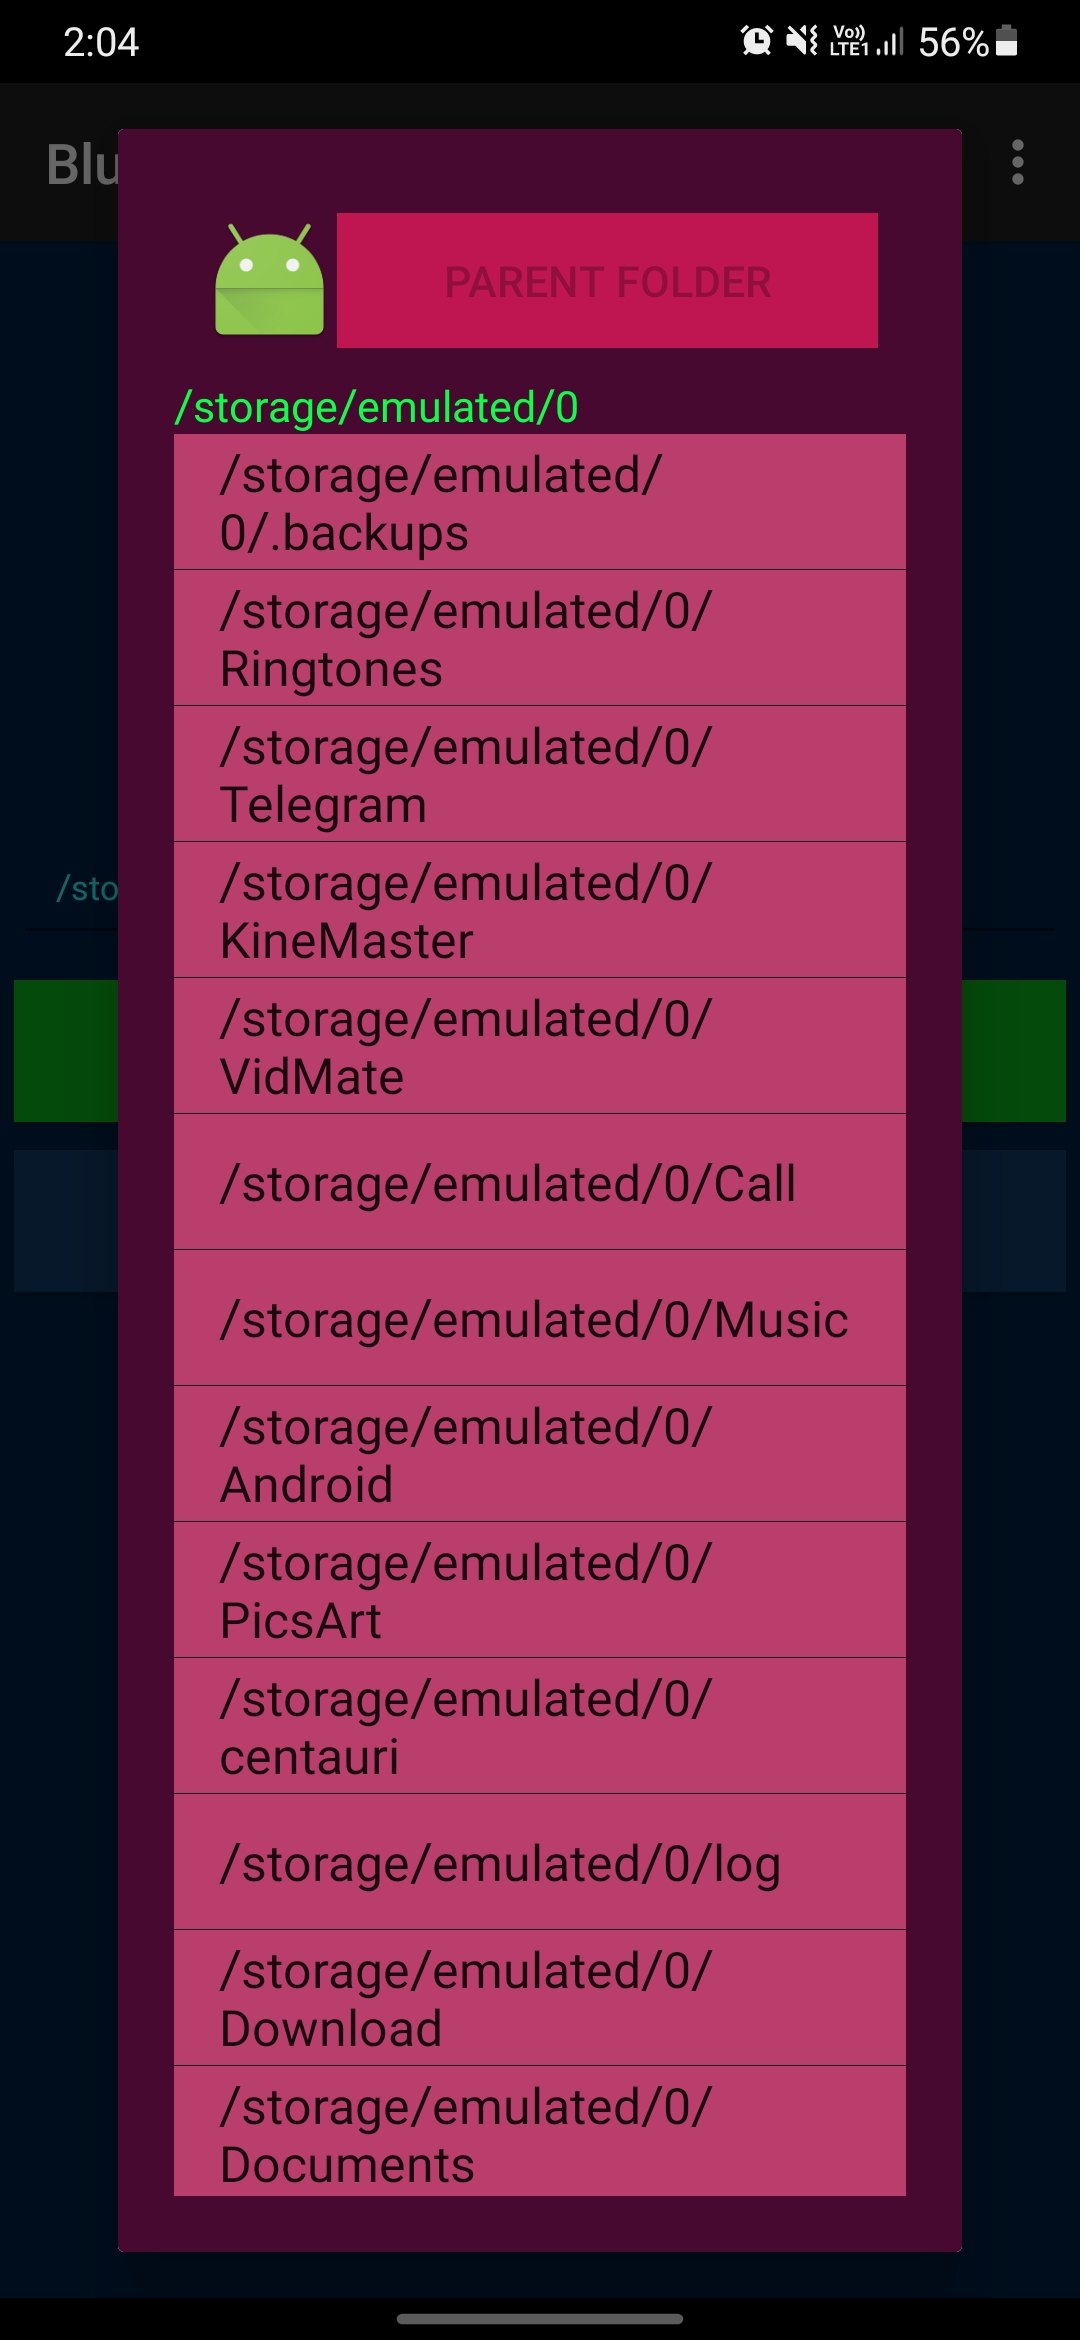 2:04
Vo)) LTE1 56%
Blu
PARENT FOLDER
/storage/emulated/0
/storage/emulated/
0/.backups
/storage/emulated/0/
Ringtones
/storage/emulated/0/
Telegram
/storage/emulated/0/
KineMaster
/sto
/storage/emulated/0/
VidMate
/storage/emulated/0/Call
/storage/emulated/0/Music
/storage/emulated/0/
Android
/storage/emulated/0/
PicsArt
/storage/emulated/0/
centauri
/storage/emulated/0/log
/storage/emulated/0/
Download
/storage/emulated/0/
Documents